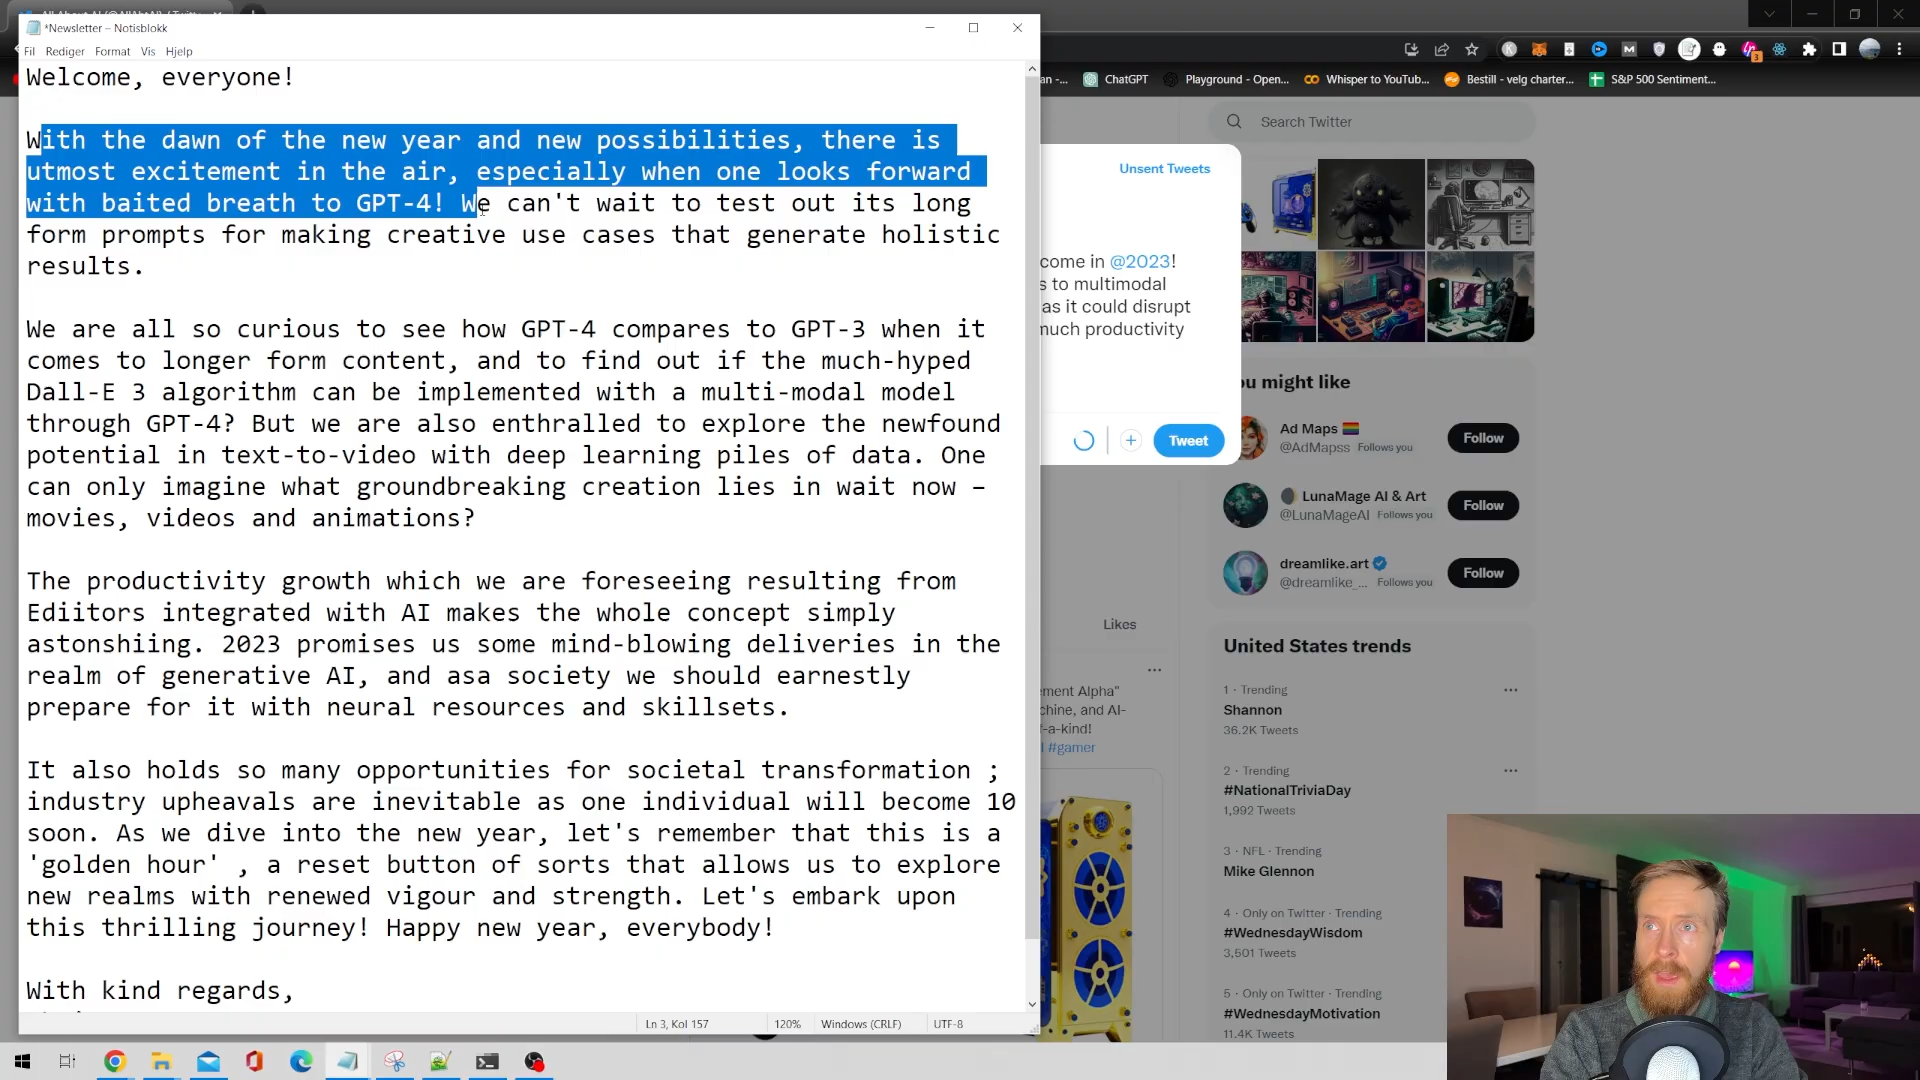 *Newsletter – Notisblokk
Fil Rediger Format Vis Hjelp
Welcome, everyone!
With the dawn of the new year and new possibilities, there is
utmost excitement in the air, especially when one looks forward
with baited breath to GPT-4! We can't wait to test out its long
form prompts for making creative use cases that generate holistic
results.
We are all so curious to see how GPT-4 compares to GPT-3 when it
comes to longer form content, and to find out if the much-hyped
Dall-E 3 algorithm can be implemented with a multi-modal model
through GPT-4? But we are also enthralled to explore the newfound
potential in text-to-video with deep learning piles of data. One
can only imagine what groundbreaking creation lies in wait now –
movies, videos and animations?
The productivity growth which we are foreseeing resulting from
Ediitors integrated with AI makes the whole concept simply
astonshiing. 2023 promises us some mind-blowing deliveries in the
realm of generative AI, and asa society we should earnestly
prepare for it with neural resources and skillsets.
It also holds so many opportunities for societal transformation ;
industry upheavals are inevitable as one individual will become 10
soon. As we dive into the new year, let's remember that this is a
'golden hour' , a reset button of sorts that allows us to explore
new realms with renewed vigour and strength. Let's embark upon
this thrilling journey! Happy new year, everybody!
With kind regards,
Ln 3, Kol 157 120% Windows (CRLF) UTF-8
ChatGPT Playground - Open... Whisper to YouTub... Bestill - velg charter... S&P 500 Sentiment...
Search Twitter
Unsent Tweets
come in @2023!
s to multimodal
as it could disrupt
much productivity
Tweet
You might like
Ad Maps
@AdMapss Follows you
Follow
LunaMage AI & Art
@LunaMageAI Follows you
Follow
dreamlike.art
@dreamlike_... Follows you
Follow
Likes
ement Alpha"
chine, and AI-
f-a-kind!
#gamer
United States trends
1 · Trending
Shannon
36.2K Tweets
2 · Trending
#NationalTriviaDay
1,992 Tweets
3 · NFL · Trending
Mike Glennon
4 · Only on Twitter · Trending
#WednesdayWisdom
3,501 Tweets
5 · Only on Twitter · Trending
#WednesdayMotivation
11.4K Tweets